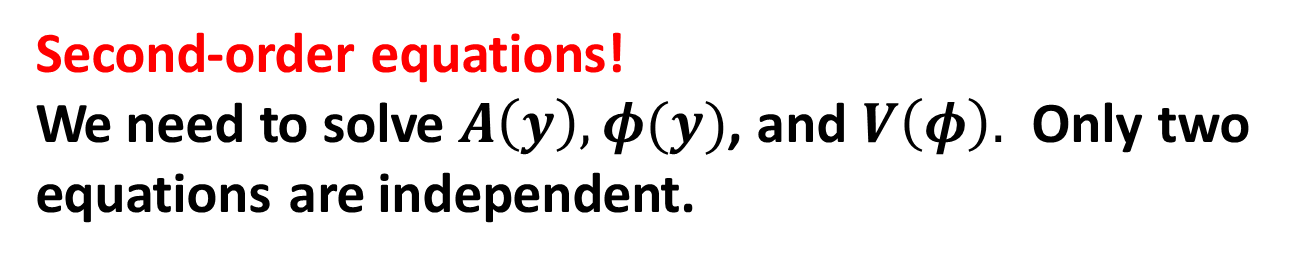 Second-order equations!
We need to solve A(y), ϕ(y), and V(ϕ). Only two
equations are independent.